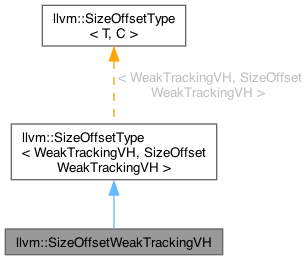 llvm::SizeOffsetType
< T, C >
< WeakTrackingVH, SizeOffset
WeakTrackingVH >
llvm::SizeOffsetType
< WeakTrackingVH, SizeOffset
WeakTrackingVH >
llvm::SizeOffsetWeakTrackingVH